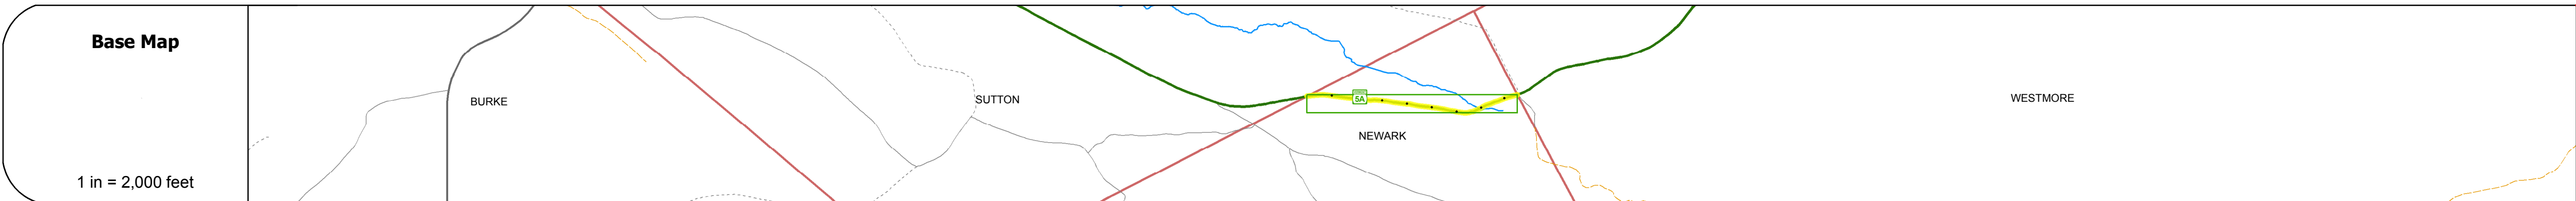 Base Map
1 in = 2,000 feet
BURKE
SUTTON
5A
NEWARK
WESTMORE